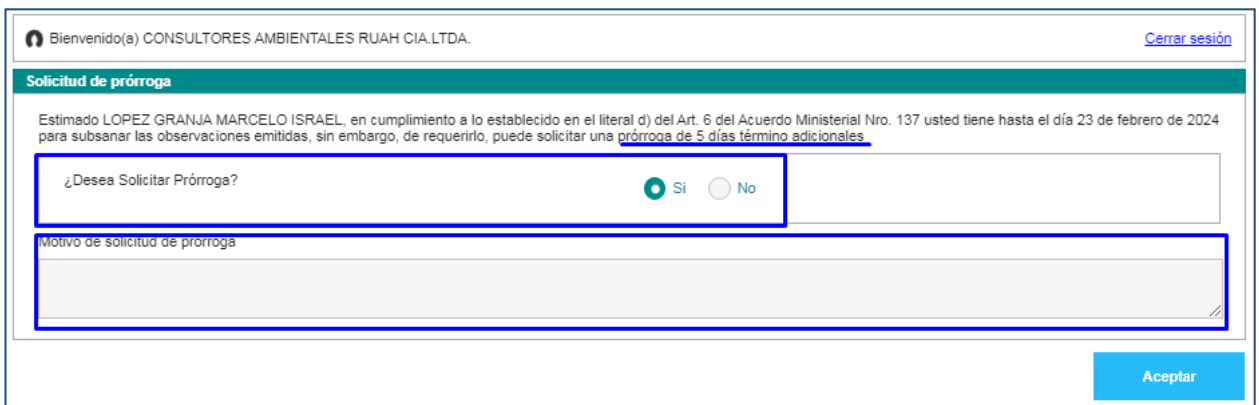 Bienvenido(a) CONSULTORES AMBIENTALES RUAH CIA.LTDA.
Cerrar sesión
Solicitud de prórroga
Estimado LOPEZ GRANJA MARCELO ISRAEL, en cumplimiento a lo establecido en el literal d) del Art. 6 del Acuerdo Ministerial Nro. 137 usted tiene hasta el día 23 de febrero de 2024
para subsanar las observaciones emitidas, sin embargo, de requerirlo, puede solicitar una prórroga de 5 días término adicionales
¿Desea Solicitar Prórroga?
Si
No
Motivo de solicitud de prórroga
Aceptar